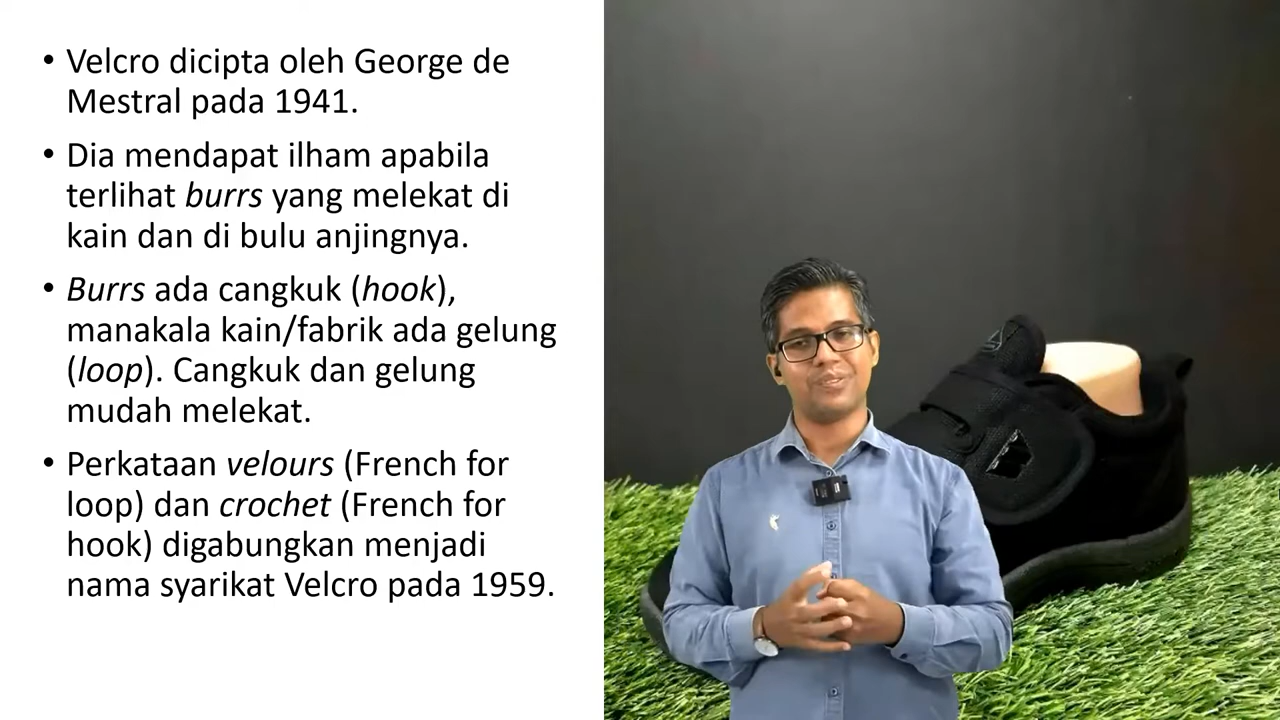 • Velcro dicipta oleh George de
Mestral pada 1941.
• Dia mendapat ilham apabila
terlihat burrs yang melekat di
kain dan di bulu anjingnya.
• Burrs ada cangkuk (hook),
manakala kain/fabrik ada gelung
(loop). Cangkuk dan gelung
mudah melekat.
• Perkataan velours (French for
loop) dan crochet (French for
hook) digabungkan menjadi
nama syarikat Velcro pada 1959.